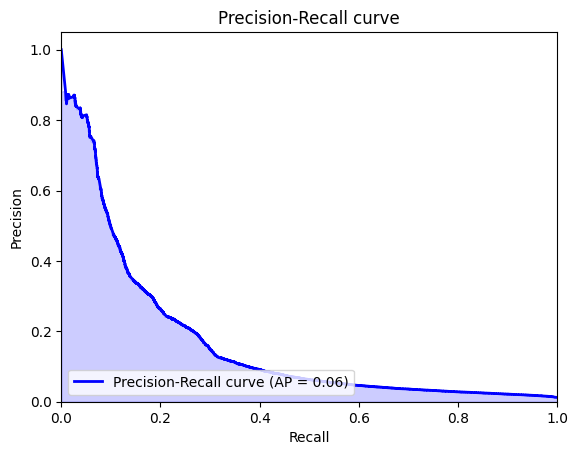 Precision-Recall curve
1.0
0.8
0.6
0.4
0.2
0.0
Precision
Precision-Recall curve (AP = 0.06)
0.0 0.2 0.4 0.6 0.8 1.0
Recall